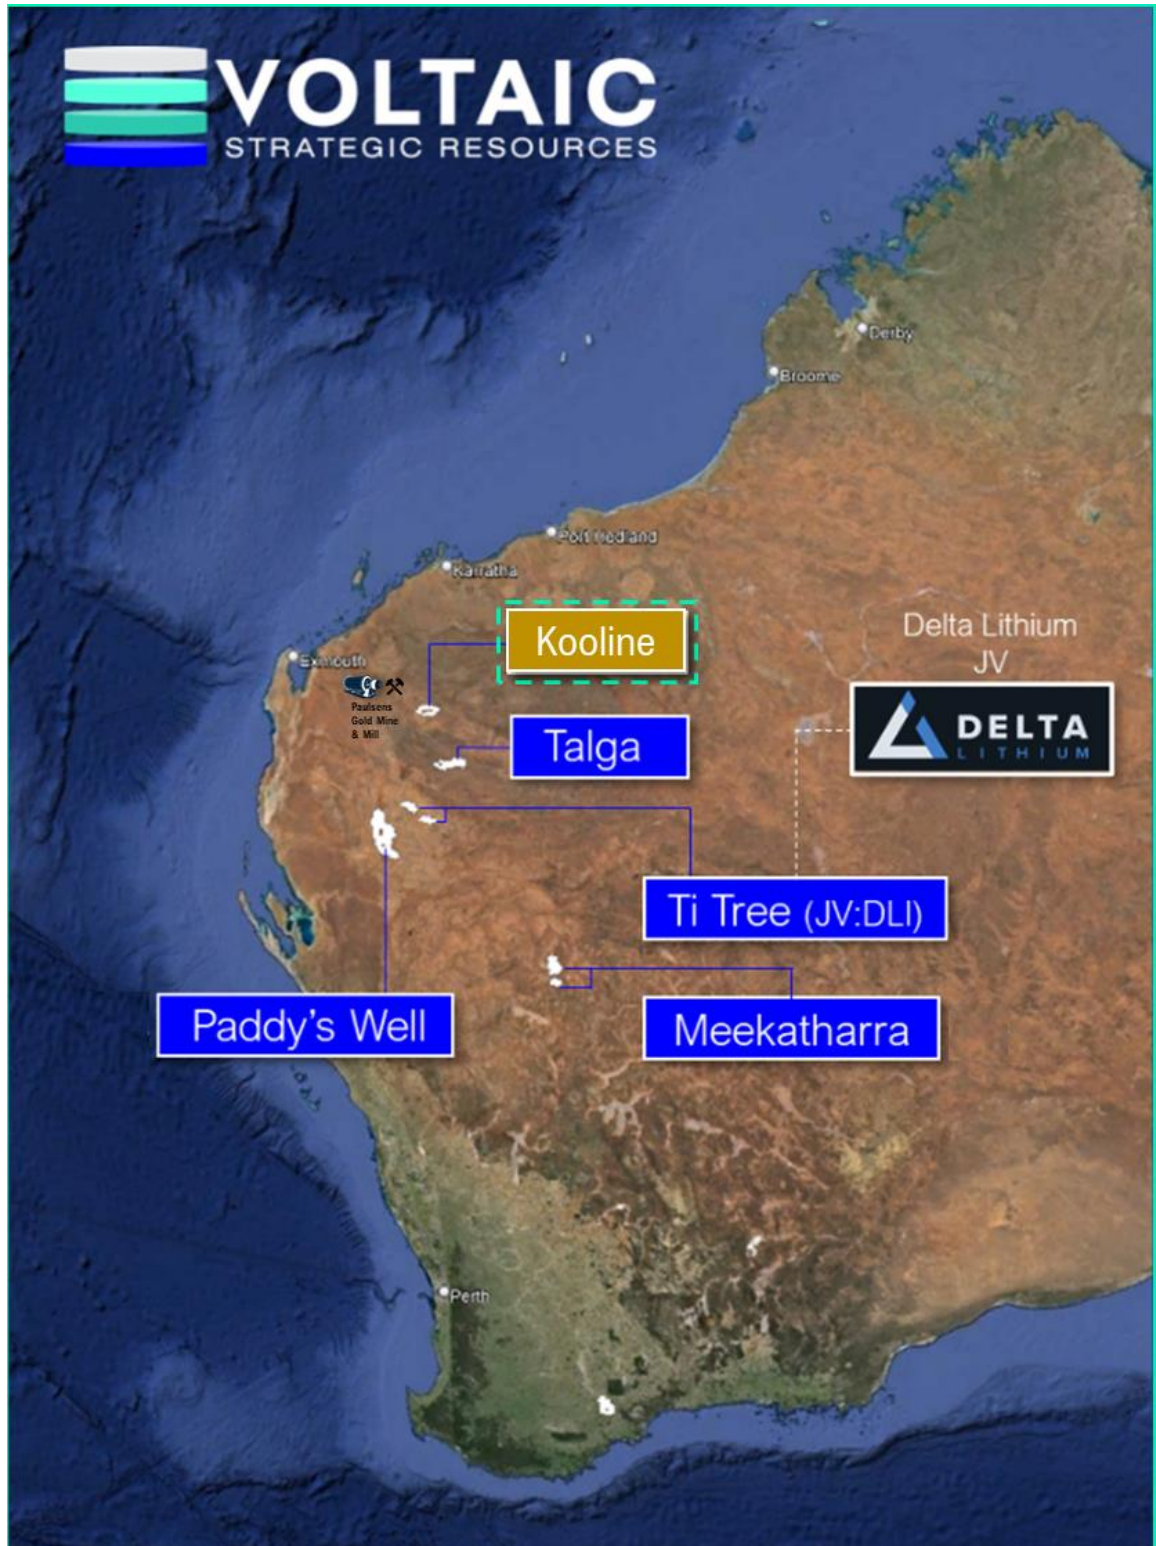 VOLTAIC
STRATEGIC RESOURCES
Derby
Broome
Port Hedland
Karratha
Kooline
Delta Lithium
JV
Exmouth
Paulsens
Gold Mine
& Mill
DELTA
LITHIUM
Talga
Ti Tree (JV:DLI)
Paddy's Well
Meekatharra
Perth